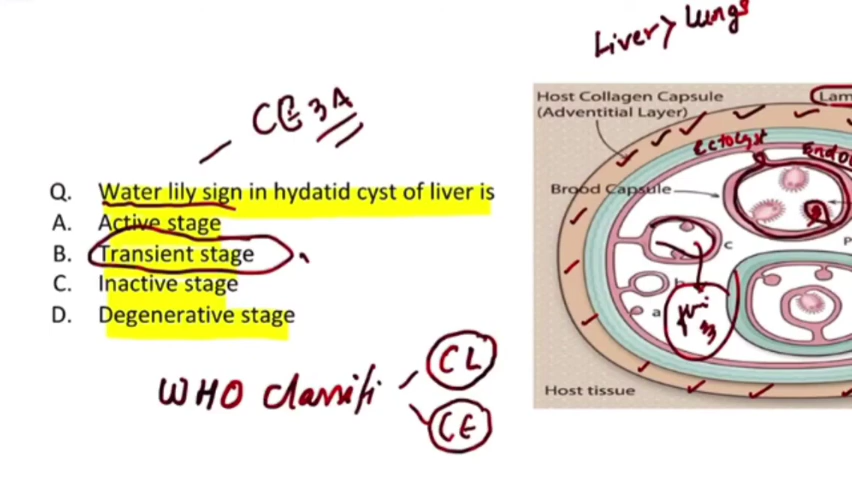 Liver > lungs
CE 3A
Host Collagen Capsule
(Adventitial Layer)
Lam
Ectocyst
Endo
Brood Capsule
Q. Water lily sign in hydatid cyst of liver is
A. Active stage
B. Transient stage
C. Inactive stage
D. Degenerative stage
c
b
a
P
WHO classifi
CL
CE
Host tissue